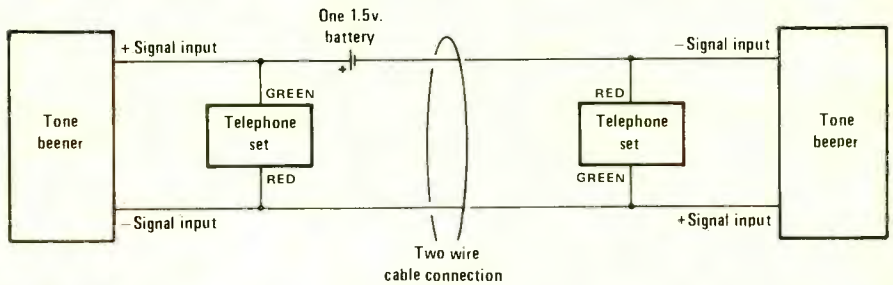 One 1.5v.
battery
+
+ Signal input
− Signal input
GREEN
RED
Tone
beener
Telephone
set
Telephone
set
Tone
beeper
RED
GREEN
− Signal input
+ Signal input
Two wire
cable connection